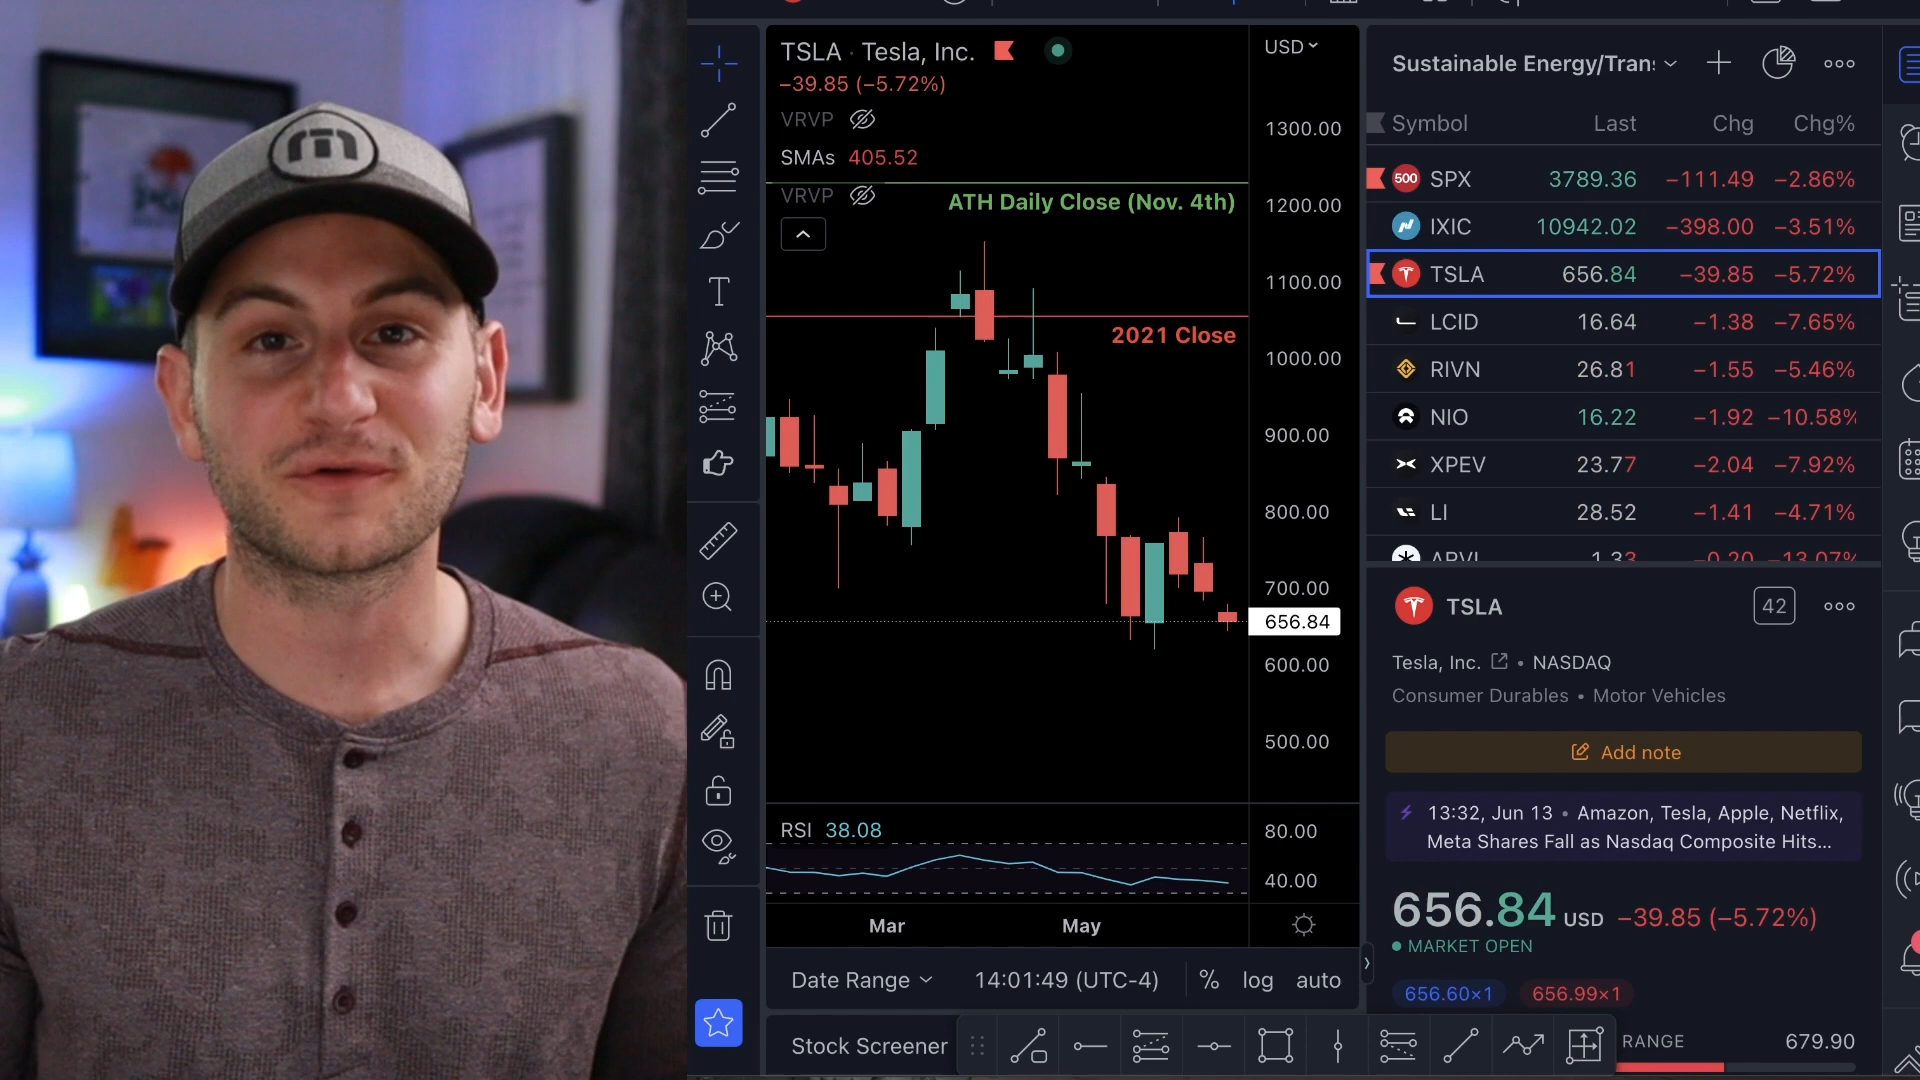 TSLA · Tesla, Inc.
−39.85 (−5.72%)
VRVP
SMAs 405.52
VRVP
ATH Daily Close (Nov. 4th)
2021 Close
USD
1300.00
1200.00
1100.00
1000.00
900.00
800.00
700.00
656.84
600.00
500.00
RSI 38.08
80.00
40.00
Mar May
Date Range 14:01:49 (UTC-4) % log auto
Stock Screener
Sustainable Energy/Tran
Symbol Last Chg Chg%
500 SPX 3789.36 −111.49 −2.86%
IXIC 10942.02 −398.00 −3.51%
TSLA 656.84 −39.85 −5.72%
LCID 16.64 −1.38 −7.65%
RIVN 26.81 −1.55 −5.46%
NIO 16.22 −1.92 −10.58%
XPEV 23.77 −2.04 −7.92%
LI 28.52 −1.41 −4.71%
ARVL 1.33 −0.20 −13.07%
TSLA 42
Tesla, Inc. • NASDAQ
Consumer Durables • Motor Vehicles
Add note
13:32, Jun 13 • Amazon, Tesla, Apple, Netflix,
Meta Shares Fall as Nasdaq Composite Hits...
656.84 USD −39.85 (−5.72%)
MARKET OPEN
656.60×1 656.99×1
RANGE 679.90